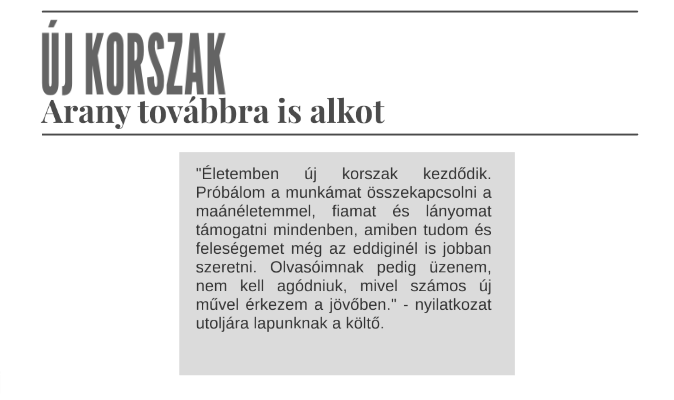 ÚJ KORSZAK
Arany továbbra is alkot
"Életemben új korszak kezdődik.
Próbálom a munkámat összekapcsolni a
maánéletemmel, fiamat és lányomat
támogatni mindenben, amiben tudom és
feleségemet még az eddiginél is jobban
szeretni. Olvasóimnak pedig üzenem,
nem kell agódniuk, mivel számos új
művel érkezem a jövőben." - nyilatkozat
utoljára lapunknak a költő.